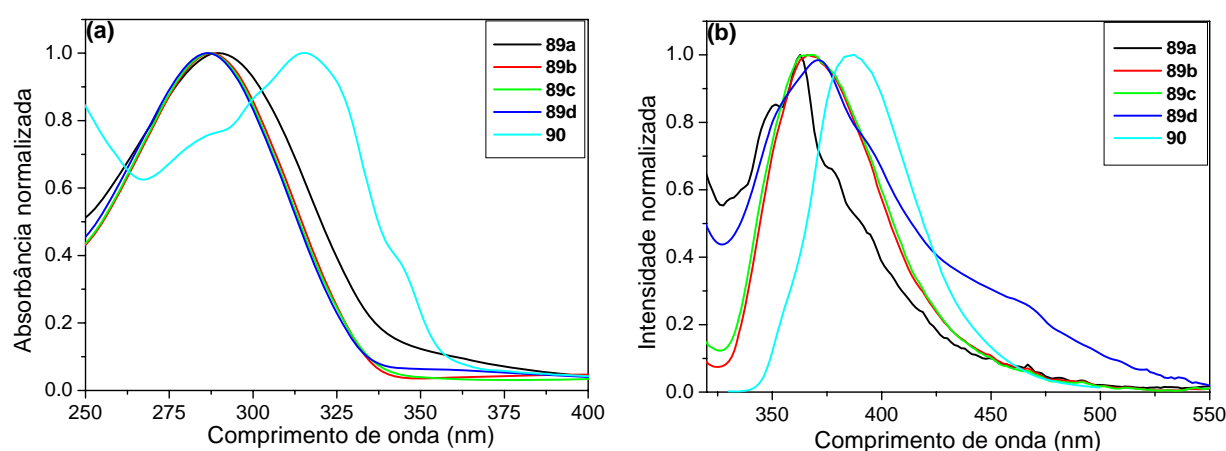 (a)
89a
89b
89c
89d
90
Absorbância normalizada
1.0
0.8
0.6
0.4
0.2
0.0
250 275 300 325 350 375 400
Comprimento de onda (nm)
(b)
89a
89b
89c
89d
90
Intensidade normalizada
1.0
0.8
0.6
0.4
0.2
0.0
350 400 450 500 550
Comprimento de onda (nm)